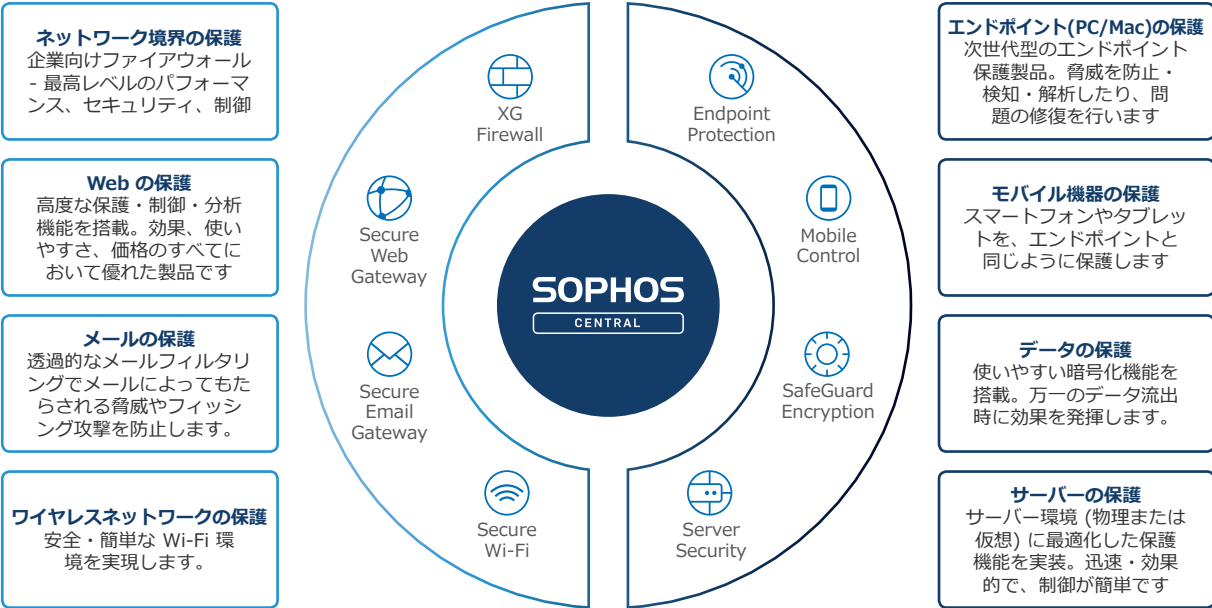 ネットワーク境界の保護
企業向けファイアウォール
- 最高レベルのパフォーマ
ンス、セキュリティ、制御
Web の保護
高度な保護・制御・分析
機能を搭載。効果、使い
やすさ、価格のすべてに
おいて優れた製品です
メールの保護
透過的なメールフィルタリ
ングでメールによってもた
らされる脅威やフィッシ
ング攻撃を防止します。
ワイヤレスネットワークの保護
安全・簡単な Wi-Fi 環
境を実現します。
XG
Firewall
Secure
Web
Gateway
Secure
Email
Gateway
Secure
Wi-Fi
SOPHOS
CENTRAL
Endpoint
Protection
Mobile
Control
SafeGuard
Encryption
Server
Security
エンドポイント(PC/Mac)の保護
次世代型のエンドポイント
保護製品。脅威を防止・
検知・解析したり、問
題の修復を行います
モバイル機器の保護
スマートフォンやタブレッ
トを、エンドポイントと
同じように保護します
データの保護
使いやすい暗号化機能を
搭載。万一のデータ流出
時に効果を発揮します。
サーバーの保護
サーバー環境 (物理または
仮想) に最適化した保護
機能を実装。迅速・効果
的で、制御が簡単です